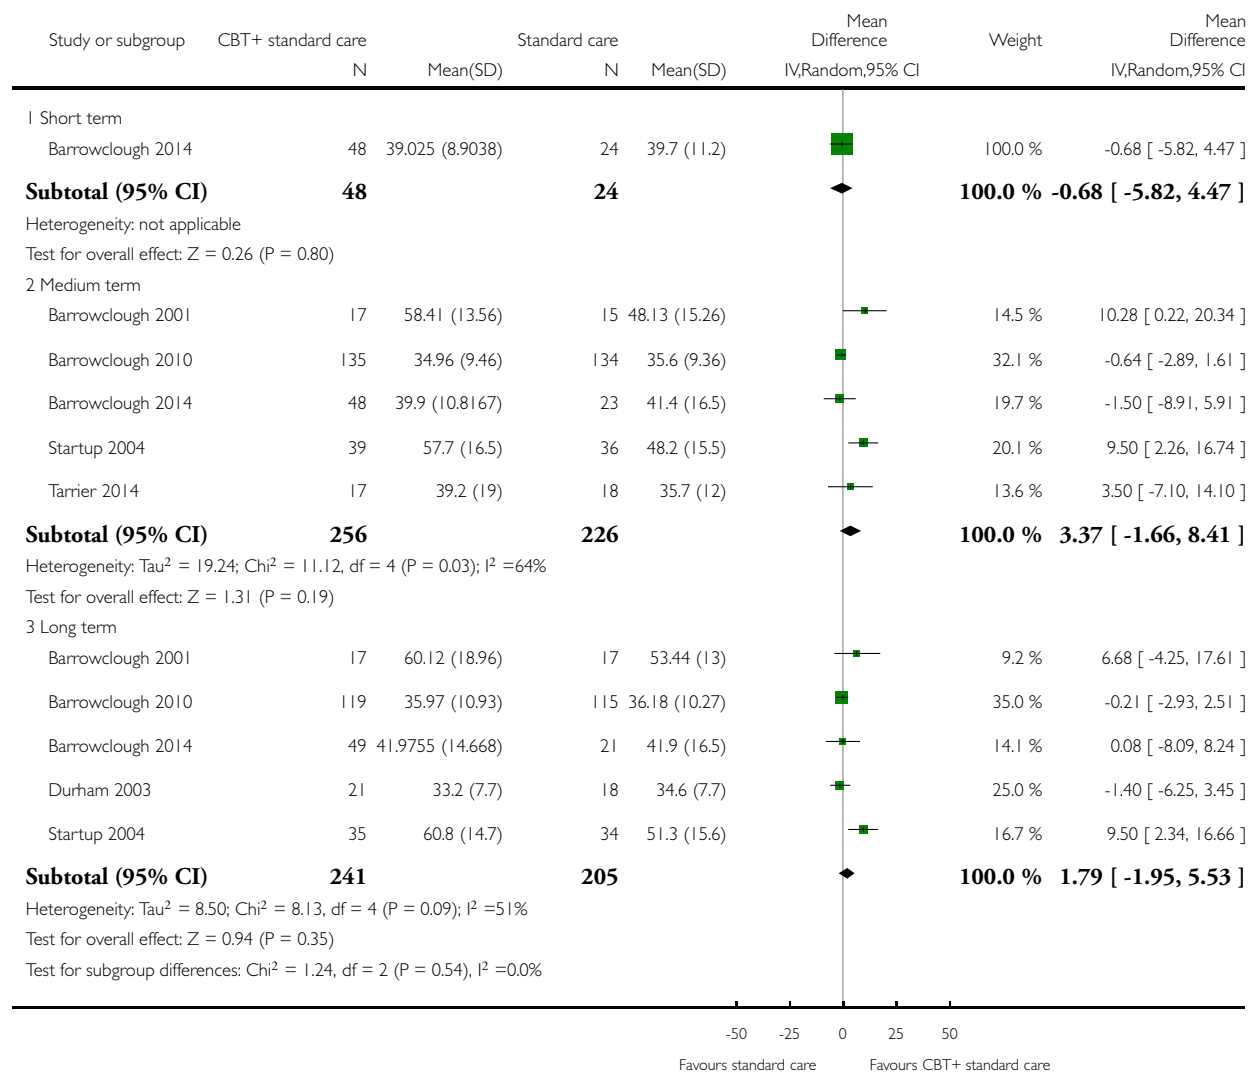 Mean Mean
Study or subgroup CBT+ standard care Standard care Difference Weight Difference
N Mean(SD) N Mean(SD) IV,Random,95% CI IV,Random,95% CI
1 Short term
Barrowclough 2014 48 39.025 (8.9038) 24 39.7 (11.2) 100.0 % -0.68 [ -5.82, 4.47 ]
Subtotal (95% CI) 48 24 100.0 % -0.68 [ -5.82, 4.47 ]
Heterogeneity: not applicable
Test for overall effect: Z = 0.26 (P = 0.80)
2 Medium term
Barrowclough 2001 17 58.41 (13.56) 15 48.13 (15.26) 14.5 % 10.28 [ 0.22, 20.34 ]
Barrowclough 2010 135 34.96 (9.46) 134 35.6 (9.36) 32.1 % -0.64 [ -2.89, 1.61 ]
Barrowclough 2014 48 39.9 (10.8167) 23 41.4 (16.5) 19.7 % -1.50 [ -8.91, 5.91 ]
Startup 2004 39 57.7 (16.5) 36 48.2 (15.5) 20.1 % 9.50 [ 2.26, 16.74 ]
Tarrier 2014 17 39.2 (19) 18 35.7 (12) 13.6 % 3.50 [ -7.10, 14.10 ]
Subtotal (95% CI) 256 226 100.0 % 3.37 [ -1.66, 8.41 ]
Heterogeneity: Tau² = 19.24; Chi² = 11.12, df = 4 (P = 0.03); I² =64%
Test for overall effect: Z = 1.31 (P = 0.19)
3 Long term
Barrowclough 2001 17 60.12 (18.96) 17 53.44 (13) 9.2 % 6.68 [ -4.25, 17.61 ]
Barrowclough 2010 119 35.97 (10.93) 115 36.18 (10.27) 35.0 % -0.21 [ -2.93, 2.51 ]
Barrowclough 2014 49 41.9755 (14.668) 21 41.9 (16.5) 14.1 % 0.08 [ -8.09, 8.24 ]
Durham 2003 21 33.2 (7.7) 18 34.6 (7.7) 25.0 % -1.40 [ -6.25, 3.45 ]
Startup 2004 35 60.8 (14.7) 34 51.3 (15.6) 16.7 % 9.50 [ 2.34, 16.66 ]
Subtotal (95% CI) 241 205 100.0 % 1.79 [ -1.95, 5.53 ]
Heterogeneity: Tau² = 8.50; Chi² = 8.13, df = 4 (P = 0.09); I² =51%
Test for overall effect: Z = 0.94 (P = 0.35)
Test for subgroup differences: Chi² = 1.24, df = 2 (P = 0.54), I² =0.0%
-50 -25 0 25 50
Favours standard care Favours CBT+ standard care